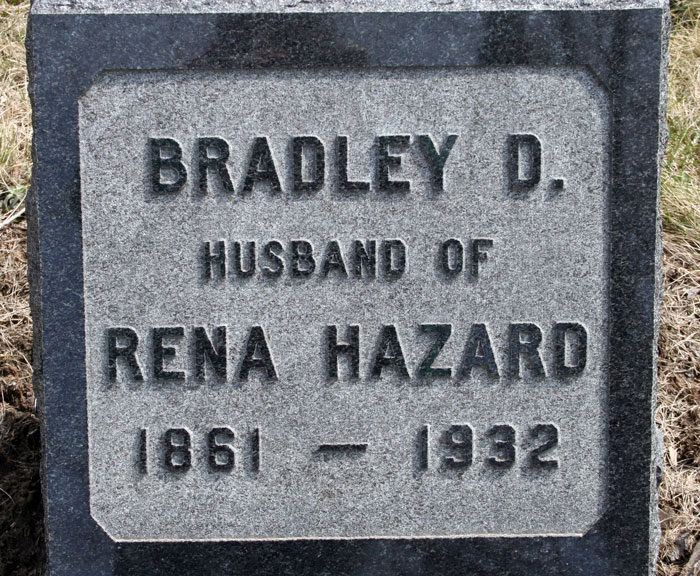 BRADLEY D.
HUSBAND OF
RENA HAZARD
1861 — 1932